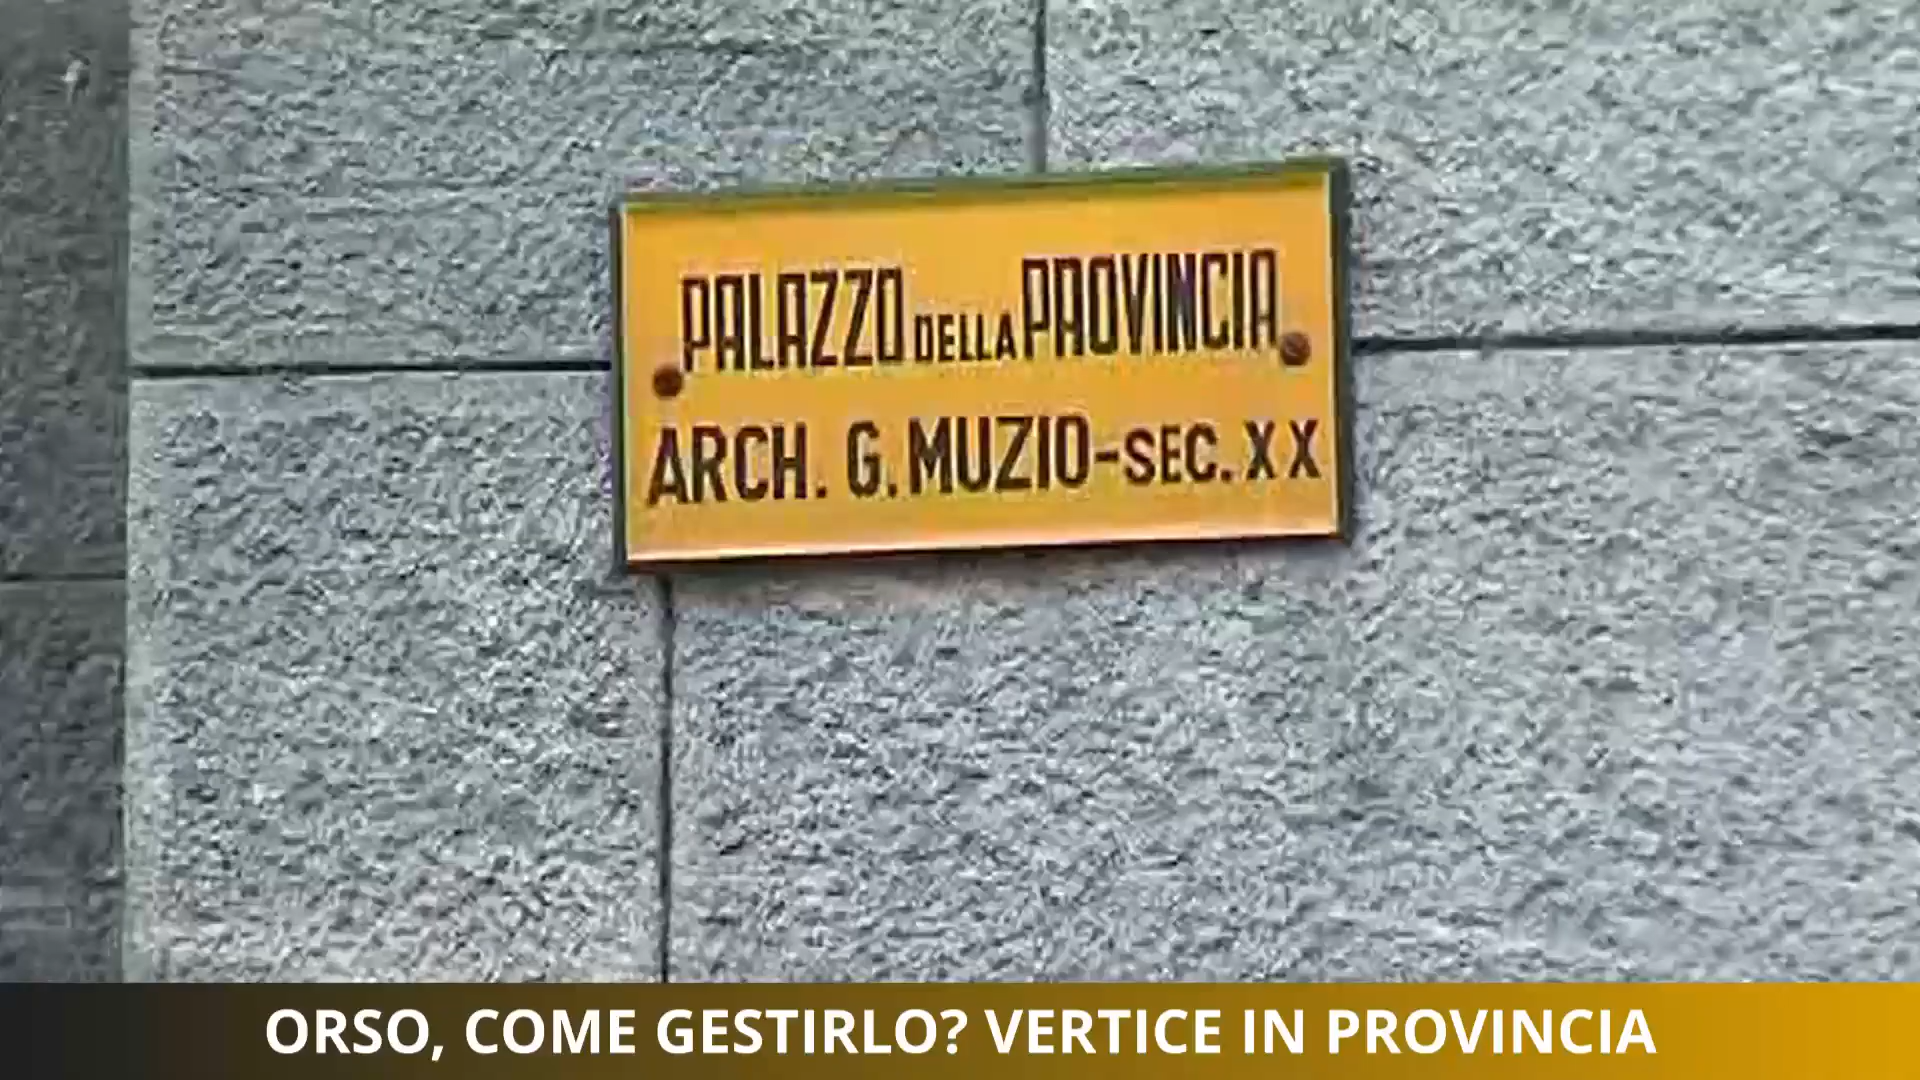 PALAZZO DELLA PROVINCIA
ARCH. G. MUZIO-SEC. XX
ORSO, COME GESTIRLO? VERTICE IN PROVINCIA